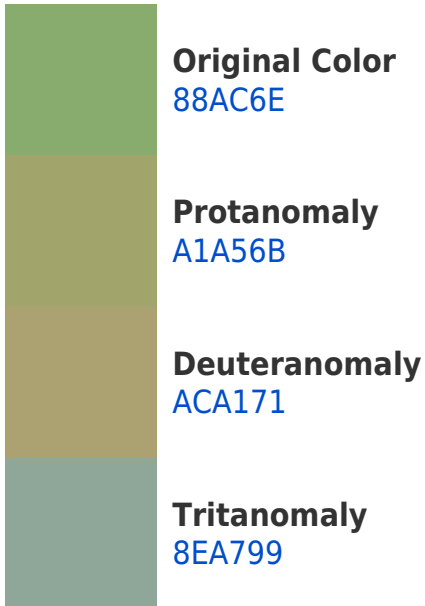 Original Color
88AC6E
Protanomaly
A1A56B
Deuteranomaly
ACA171
Tritanomaly
8EA799